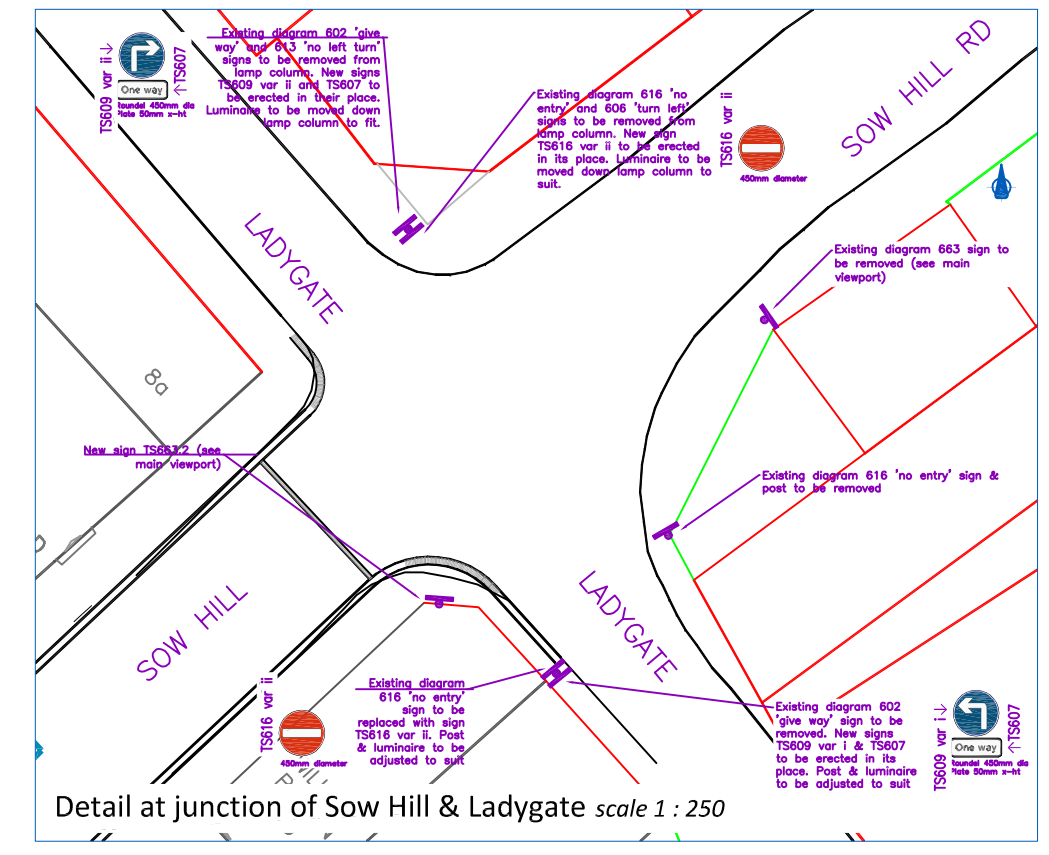 TS609 var ii
One way
TS607
Roundel 450mm dia
Plate 50mm x-ht
Existing diagram 602 'give
way' and 613 'no left turn'
signs to be removed from
lamp column. New signs
TS609 var ii and TS607 to
be erected in their place.
Luminaire to be moved down
lamp column to fit.
Existing diagram 616 'no
entry' and 606 'turn left'
signs to be removed from
lamp column. New sign
TS616 var ii to be erected
in its place. Luminaire to be
moved down lamp column to
suit.
TS616 var ii
450mm diameter
SOW HILL RD
LADYGATE
Existing diagram 663 sign to
be removed (see main
viewport)
8a
New sign TS663.2 (see
main viewport)
Existing diagram 616 'no entry' sign &
post to be removed
SOW HILL
LADYGATE
TS616 var ii
450mm diameter
Existing diagram
616 'no entry'
sign to be
replaced with sign
TS616 var ii. Post
& luminaire to be
adjusted to suit
Existing diagram 602
'give way' sign to be
removed. New signs
TS609 var i & TS607
to be erected in its
place. Post & luminaire
to be adjusted to suit
TS609 var i
One way
TS607
Roundel 450mm dia
Plate 50mm x-ht
Detail at junction of Sow Hill & Ladygate scale 1 : 250